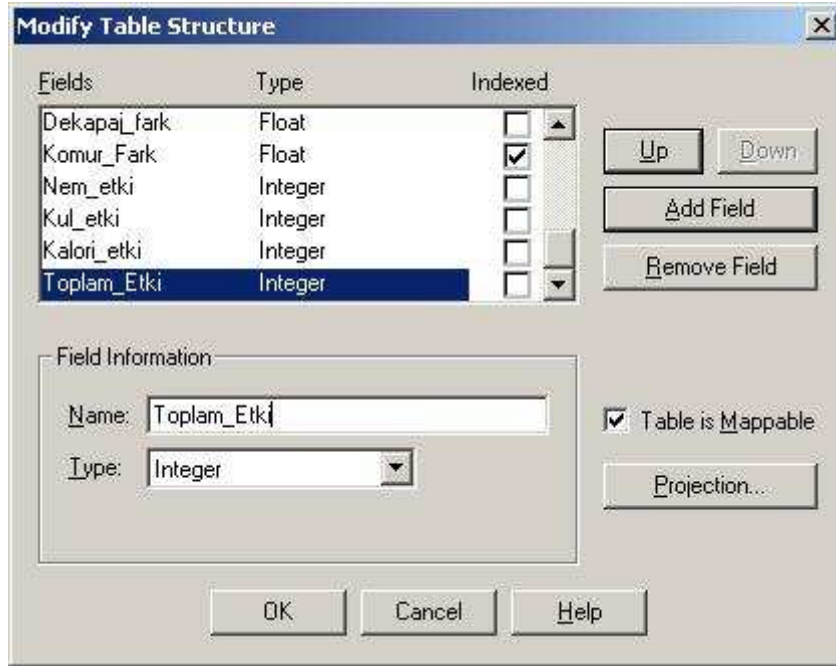 Modify Table Structure
Fields Type Indexed
Dekapaj_fark Float
Komur_Fark Float
Nem_etki Integer
Kul_etki Integer
Kalori_etki Integer
Toplam_Etki Integer
Up Down
Add Field
Remove Field
Field Information
Name: Toplam_Etki
Type: Integer
Table is Mappable
Projection...
OK Cancel Help